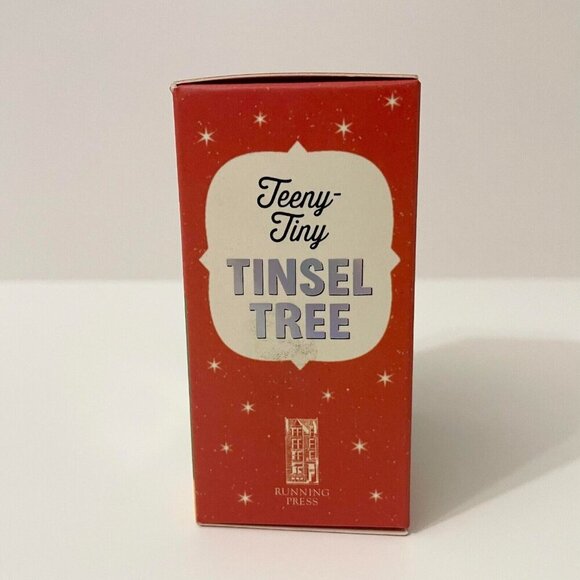 Teeny-
Tiny
TINSEL
TREE
RUNNING
PRESS